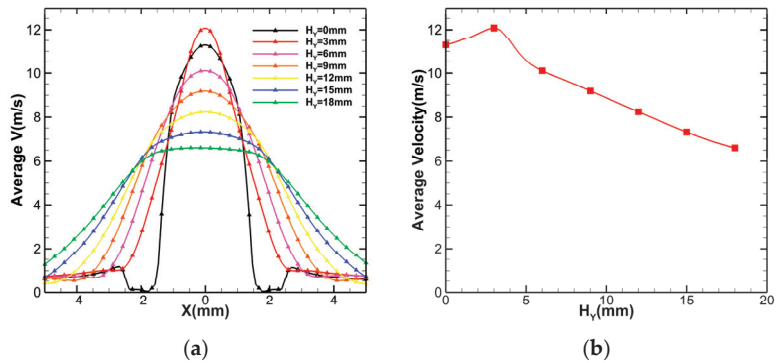 Average V(m/s)
12
10
8
6
4
2
0
4
2
0
2
4
X(mm)
H_Y=0mm
H_Y=3mm
H_Y=6mm
H_Y=9mm
H_Y=12mm
H_Y=15mm
H_Y=18mm
(a)
Average Velocity(m/s)
12
10
8
6
4
2
0
0
5
10
15
20
H_Y(mm)
(b)